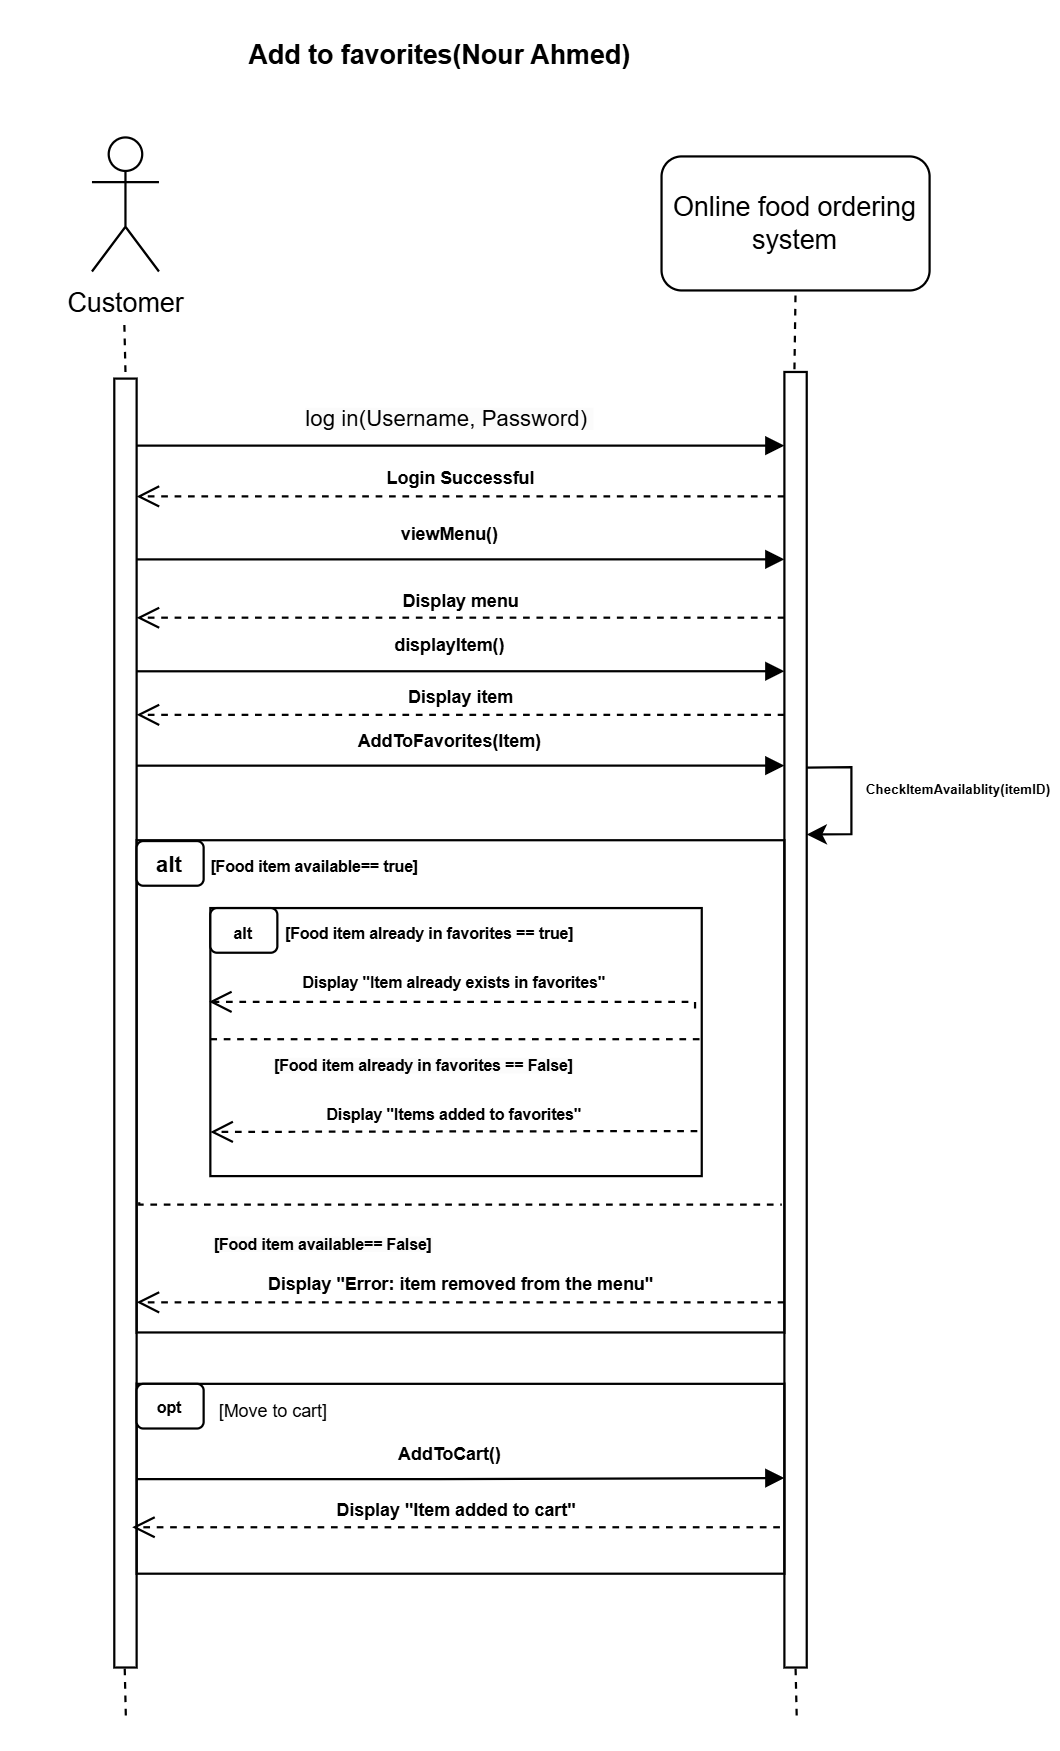 Add to favorites(Nour Ahmed)
Online food ordering
system
Customer
log in(Username, Password)
Login Successful
viewMenu()
Display menu
displayItem()
Display item
AddToFavorites(Item)
CheckItemAvailablity(itemID)
alt [Food item available== true]
alt [Food item already in favorites == true]
Display "Item already exists in favorites"
[Food item already in favorites == False]
Display "Items added to favorites"
[Food item available== False]
Display "Error: item removed from the menu"
opt [Move to cart]
AddToCart()
Display "Item added to cart"